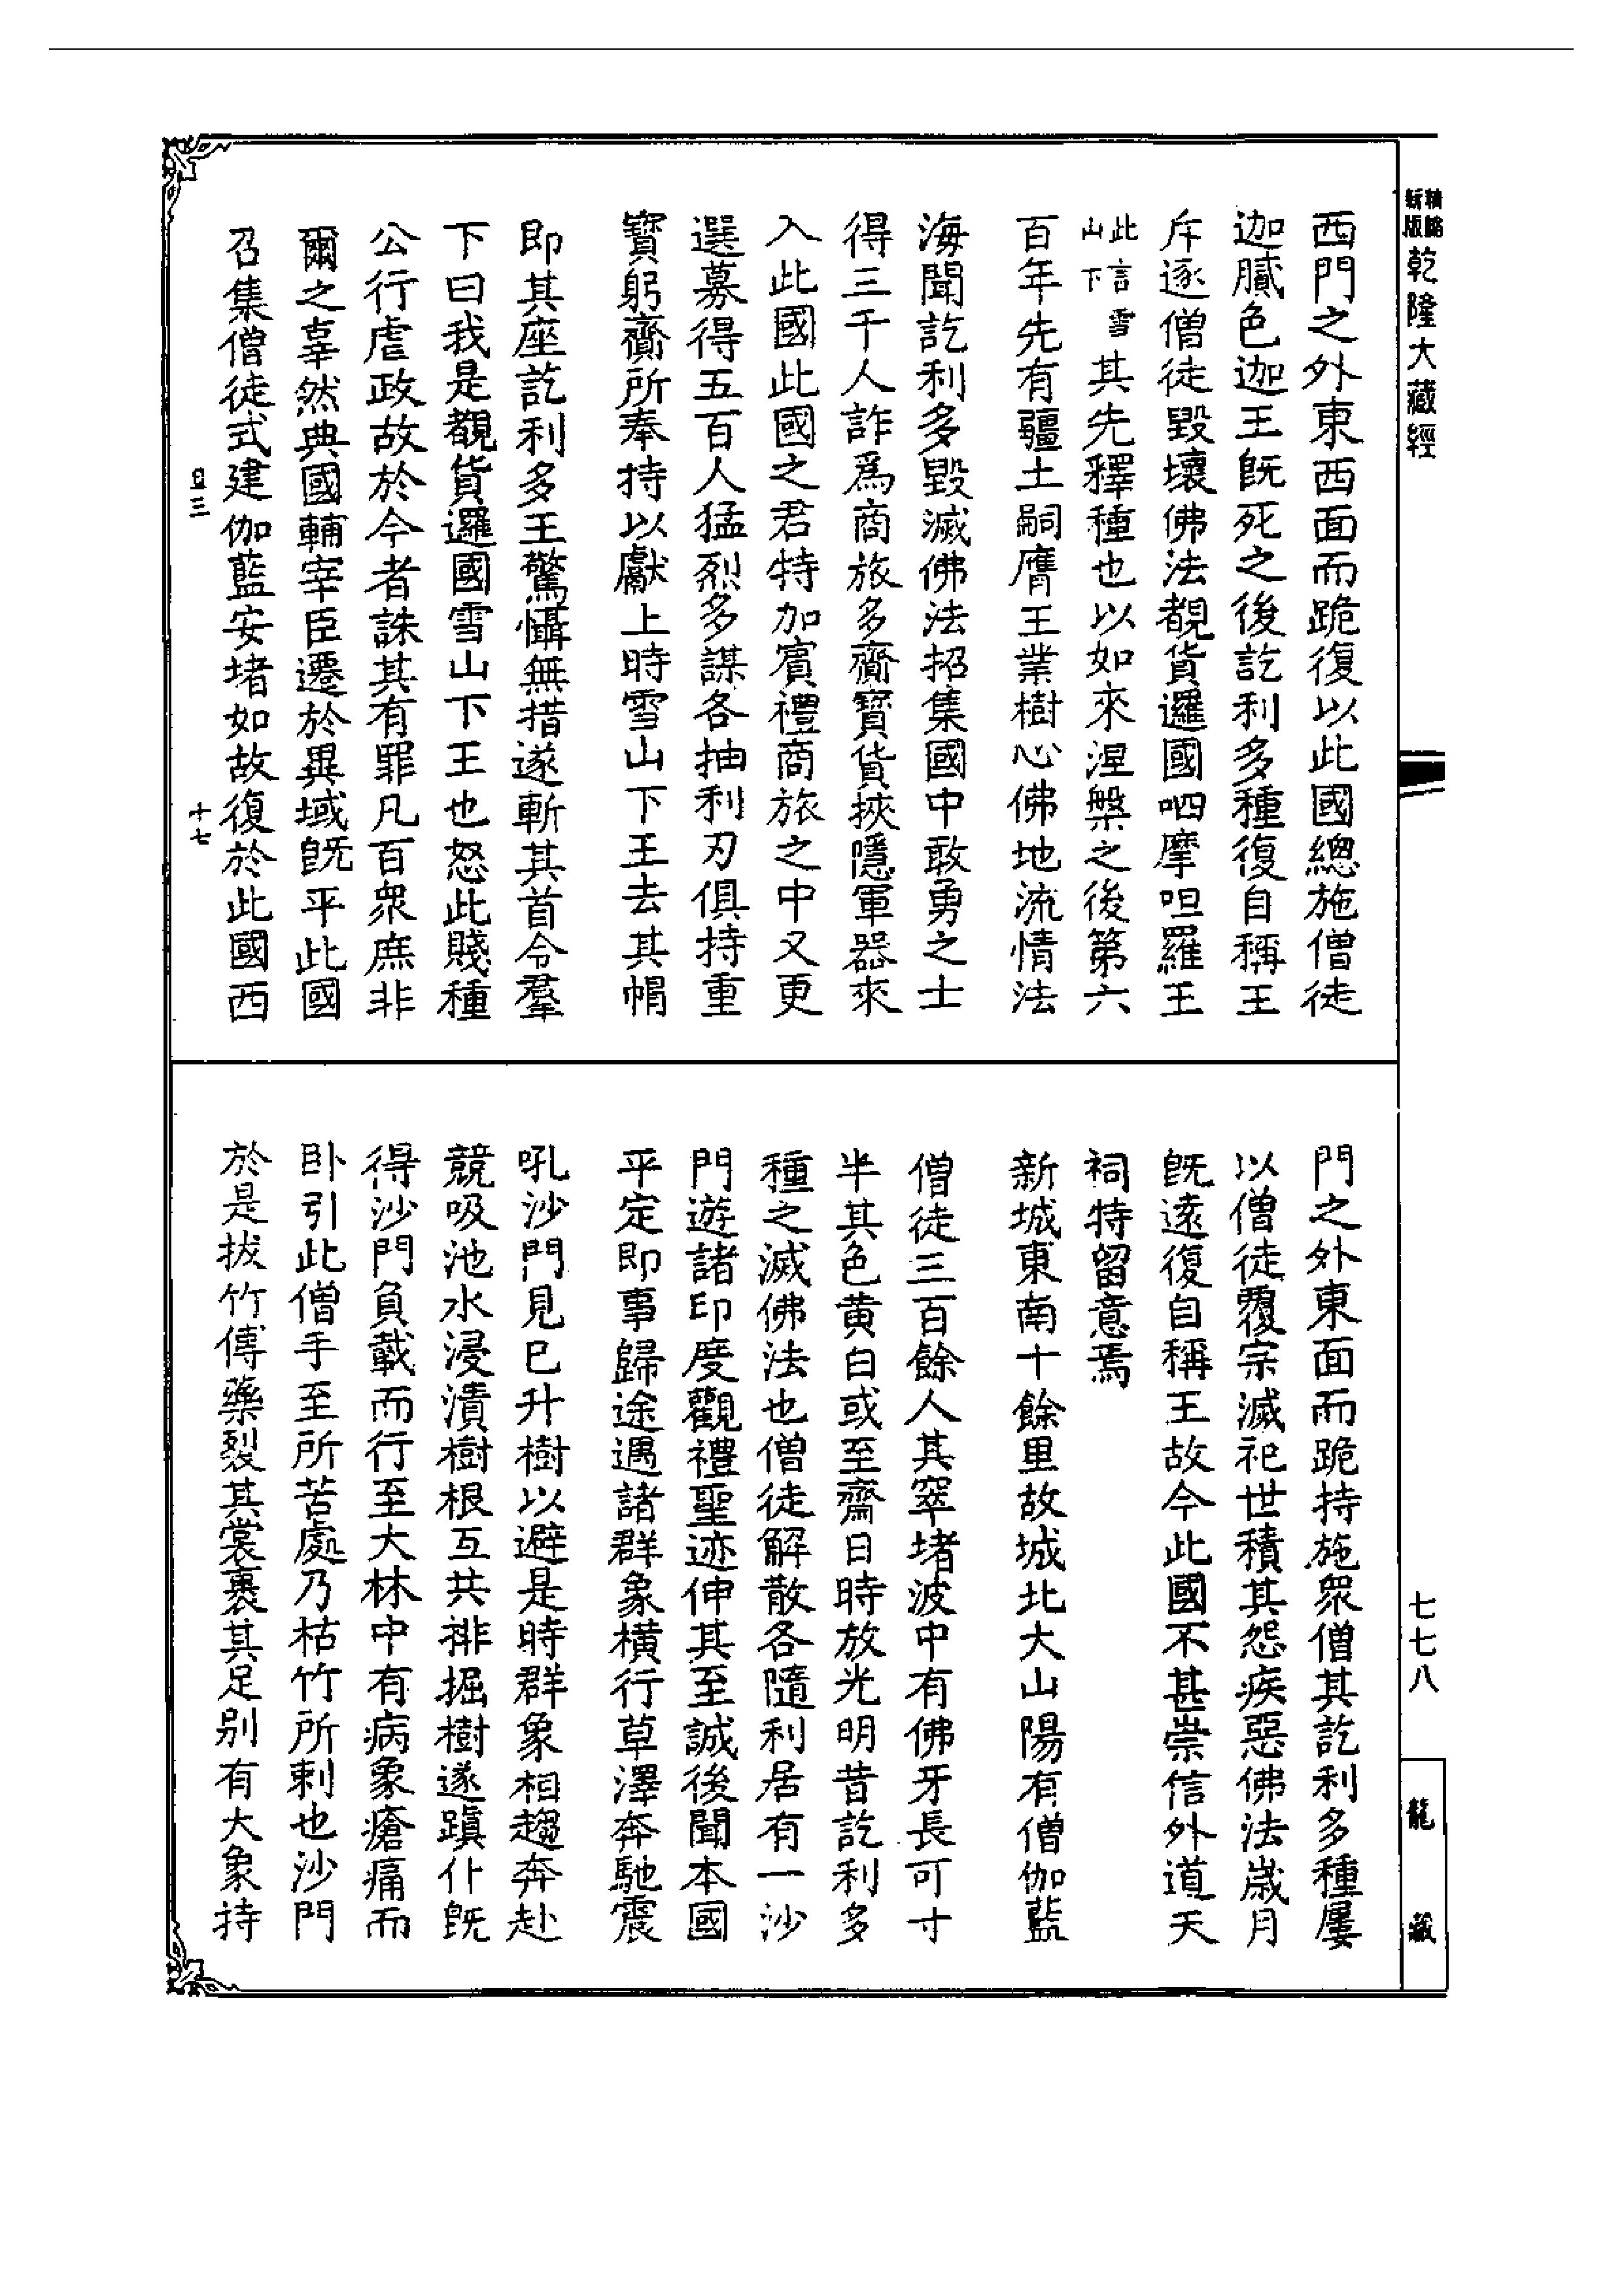 精縮
新版
乾隆大藏經
西門之外東西面而跪復以此國總施僧徒
迦膩色迦王旣死之後訖利多種復自稱王
斥逐僧徒毀壞佛法覩貨邏國呬摩呾羅王
此言雪
山下
其先釋種也以如來涅槃之後第六
百年先有疆土嗣膺王業樹心佛地流情法
海聞訖利多毀滅佛法招集國中敢勇之士
得三千人詐爲商旅多齎寶貨挾隱軍器來
入此國此國之君特加賓禮商旅之中又更
選募得五百人猛烈多謀各抽利刃俱持重
寶躬齎所奉持以獻上時雪山下王去其帽
即其座訖利多王驚懾無措遂斬其首令羣
下曰我是覩貨邏國雪山下王也怒此賤種
公行虐政故於今者誅其有罪凡百衆庶非
爾之辜然典國輔宰臣遷於異域旣平此國
召集僧徒式建伽藍安堵如故復於此國西
三
十七
門之外東面而跪持施衆僧其訖利多種屢
以僧徒覆宗滅祀世積其怨疾惡佛法歲月
旣遠復自稱王故今此國不甚崇信外道天
祠特留意焉
新城東南十餘里故城北大山陽有僧伽藍
僧徒三百餘人其窣堵波中有佛牙長可寸
半其色黄白或至齋日時放光明昔訖利多
種之滅佛法也僧徒解散各隨利居有一沙
門遊諸印度觀禮聖迹伸其至誠後聞本國
平定即事歸途遇諸群象橫行草澤奔馳震
吼沙門見已升樹以避是時群象相趨奔赴
競吸池水浸漬樹根互共排掘樹遂蹎仆旣
得沙門負載而行至大林中有病象瘡痛而
卧引此僧手至所苦處乃枯竹所刺也沙門
於是拔竹傅藥裂其裳裹其足别有大象持
七七八
龍藏